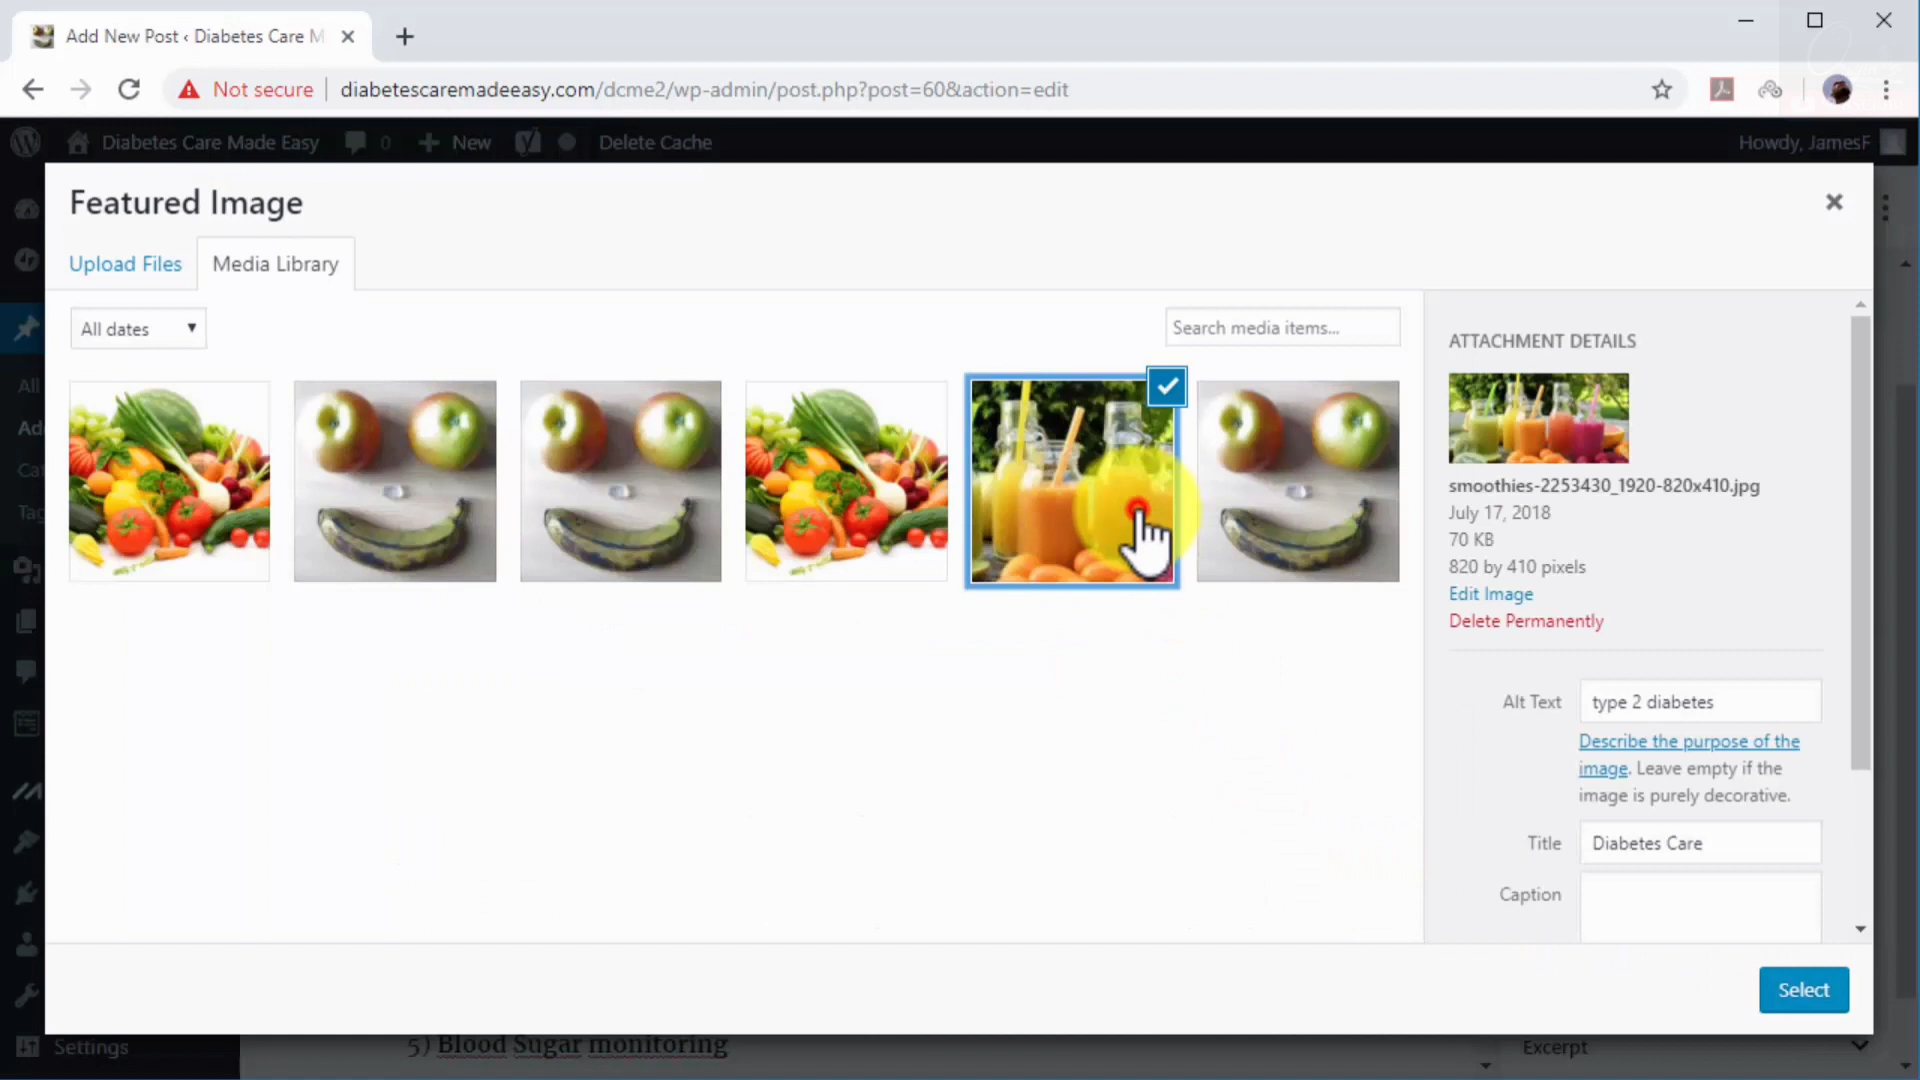 Add New Post ‹ Diabetes Care M
Not secure
diabetescaremadeeasy.com/dcme2/wp-admin/post.php?post=60&action=edit
Diabetes Care Made Easy 0 New Delete Cache Howdy, JamesF
Featured Image
Upload Files Media Library
All dates
Search media items...
All
Ad
Cat
Tag
ATTACHMENT DETAILS
smoothies-2253430_1920-820x410.jpg
July 17, 2018
70 KB
820 by 410 pixels
Edit Image
Delete Permanently
Alt Text type 2 diabetes
Describe the purpose of the
image. Leave empty if the
image is purely decorative.
Title Diabetes Care
Caption
Select
Settings
5) Blood Sugar monitoring
Excerpt